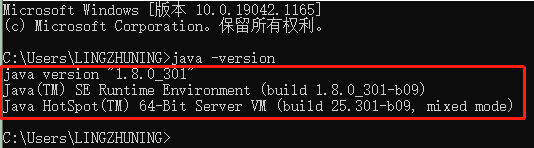 Microsoft Windows [版本 10.0.19042.1165]
(c) Microsoft Corporation。保留所有权利。
C:\Users\LINGZHUNING>java -version
java version "1.8.0_301"
Java(TM) SE Runtime Environment (build 1.8.0_301-b09)
Java HotSpot(TM) 64-Bit Server VM (build 25.301-b09, mixed mode)
C:\Users\LINGZHUNING>